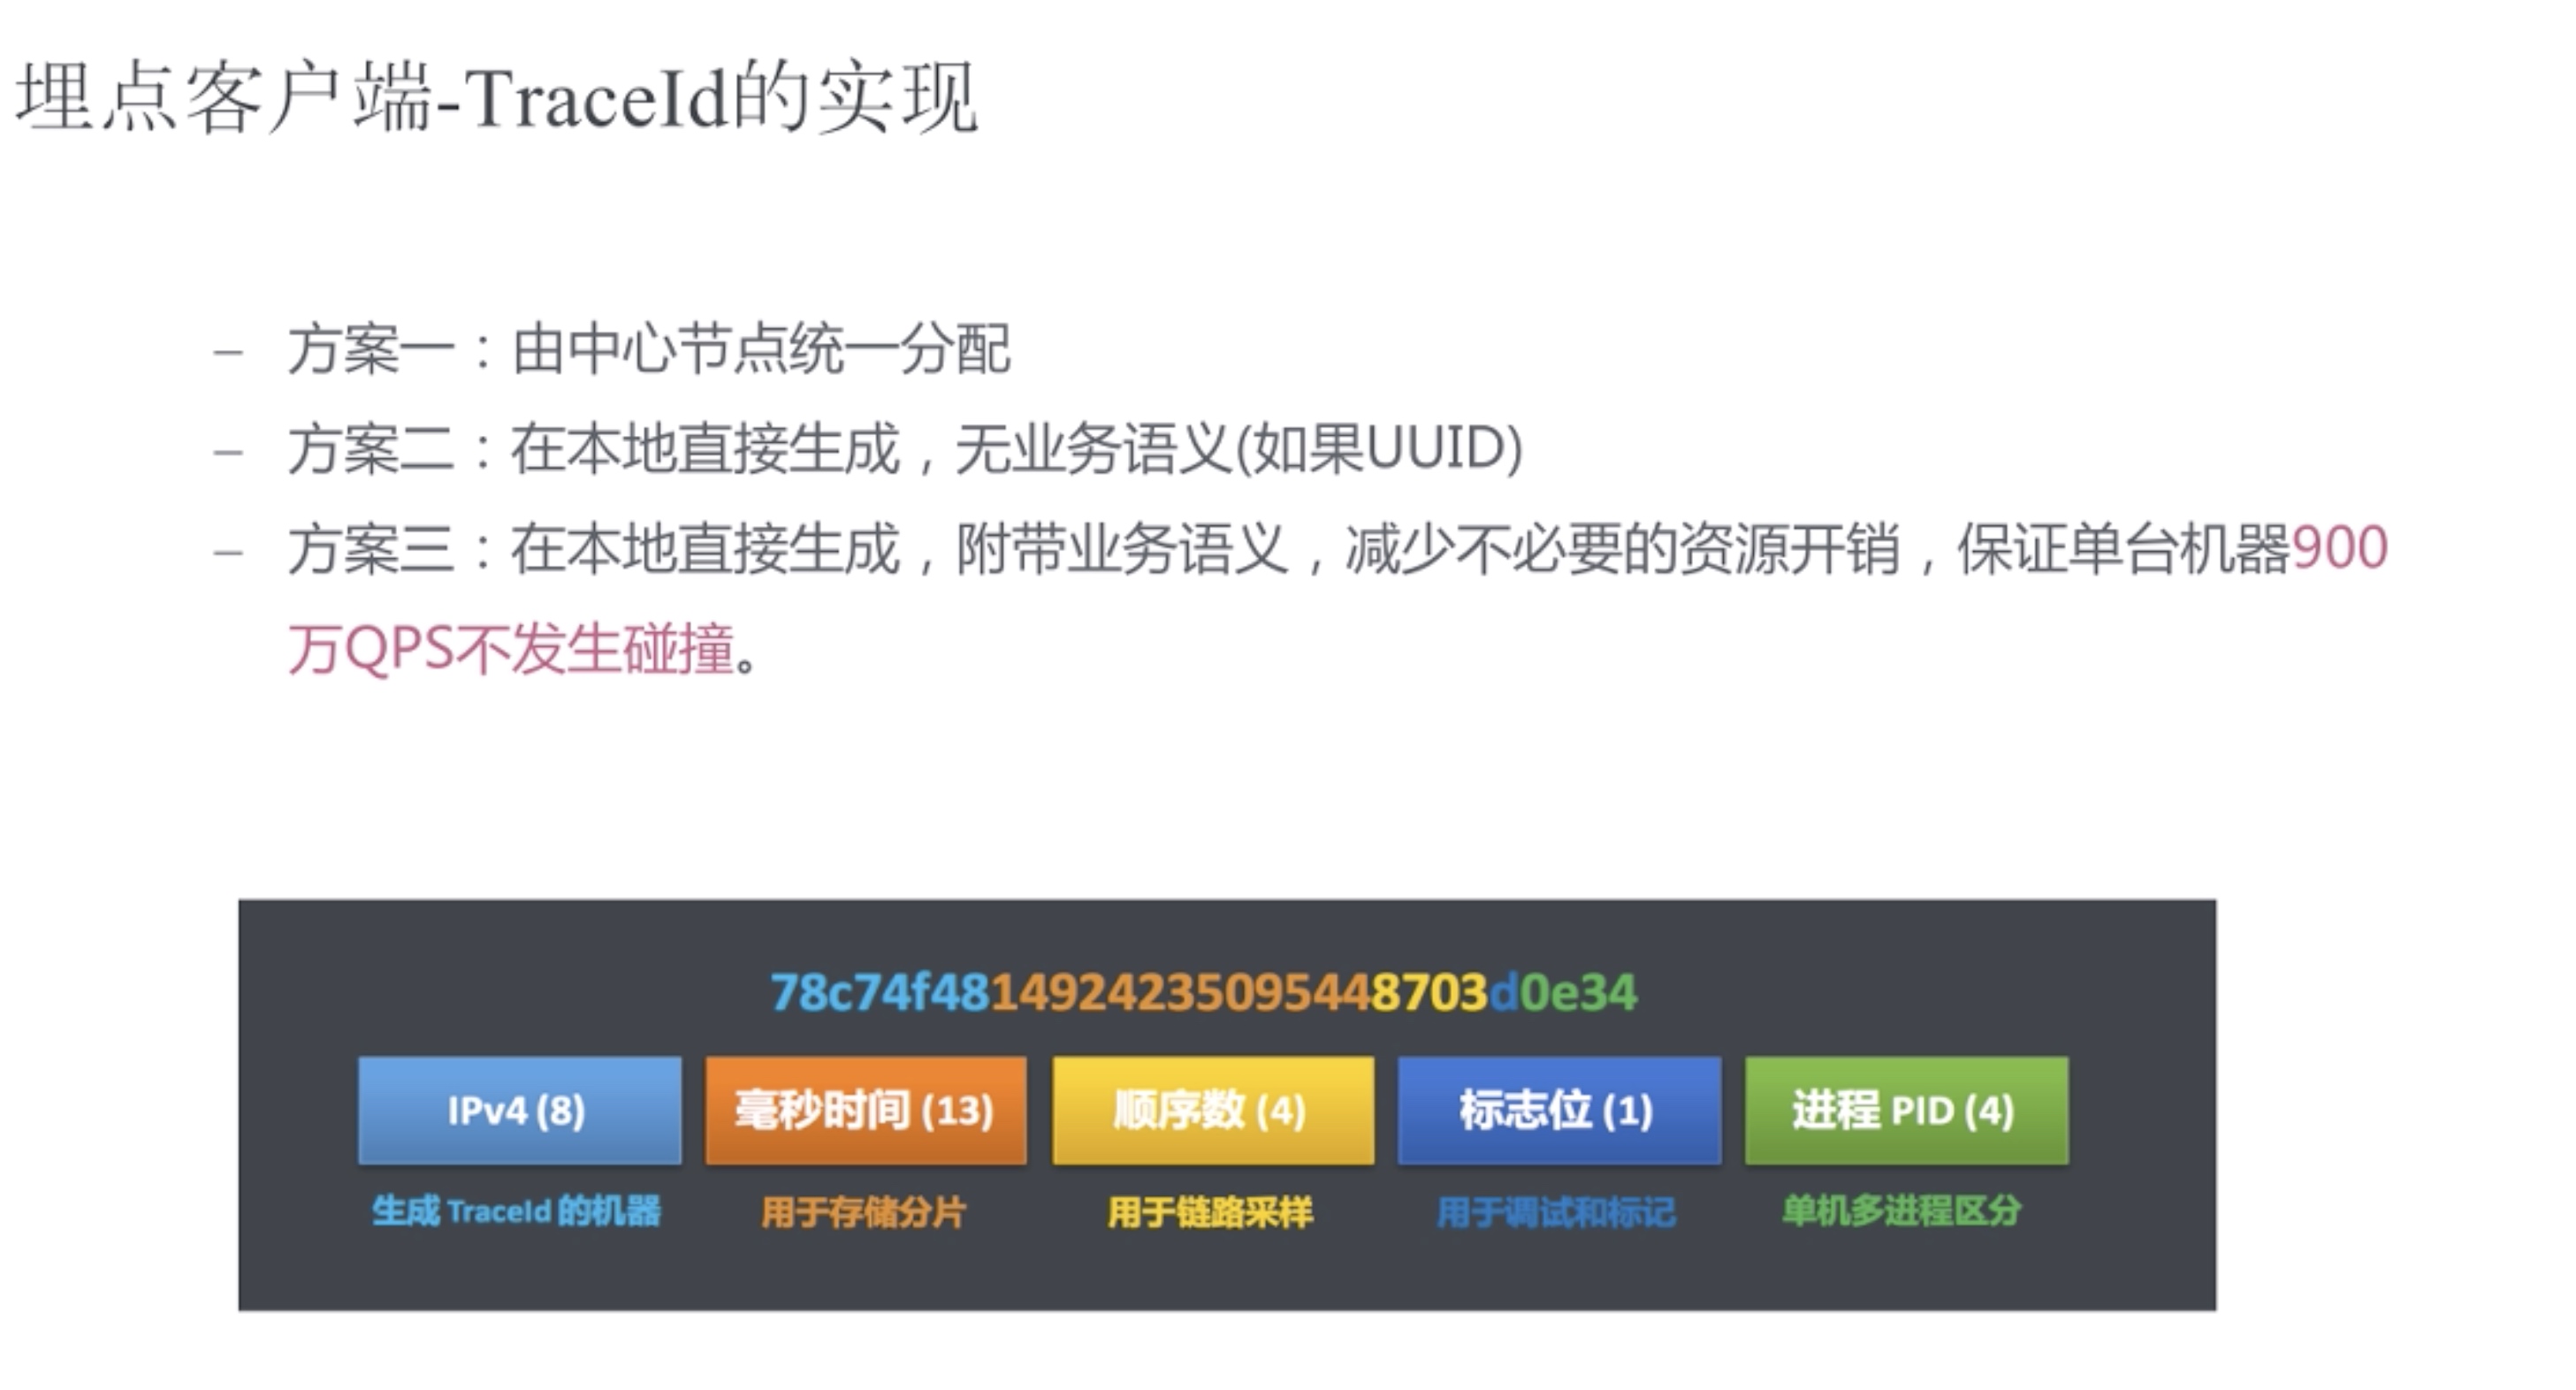 埋点客户端-TraceId的实现
– 方案一：由中心节点统一分配
– 方案二：在本地直接生成，无业务语义(如果UUID)
– 方案三：在本地直接生成，附带业务语义，减少不必要的资源开销，保证单台机器900
万QPS不发生碰撞。
78c74f4814924235095448703d0e34
IPv4 (8) 毫秒时间 (13) 顺序数 (4) 标志位 (1) 进程 PID (4)
生成 TraceId 的机器 用于存储分片 用于链路采样 用于调试和标记 单机多进程区分